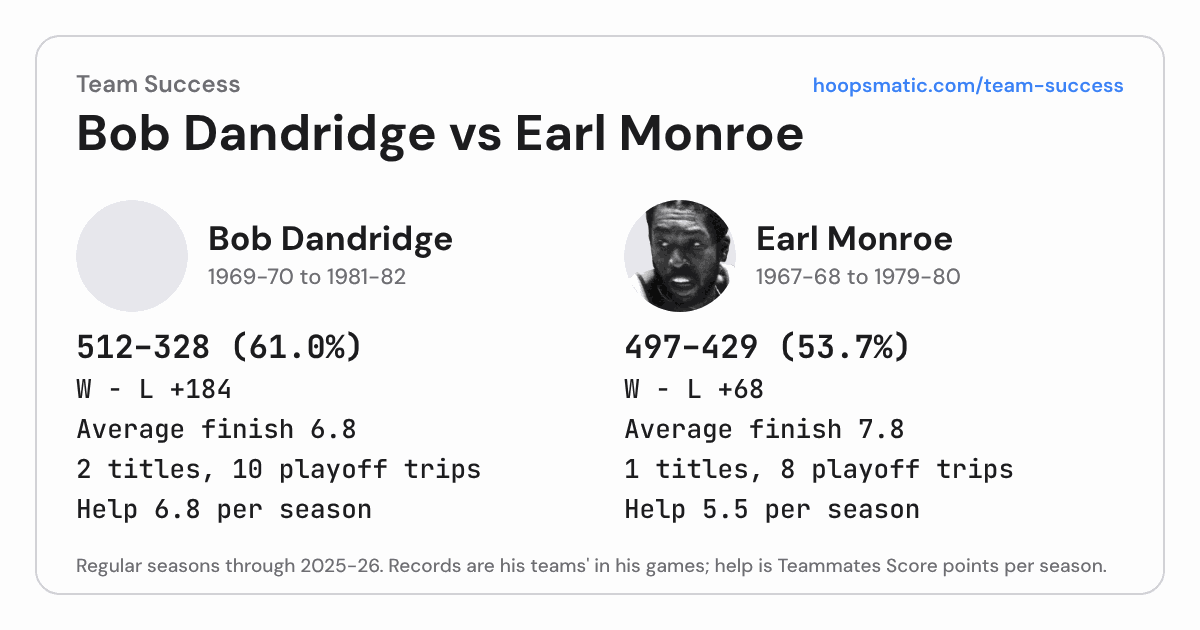 Team Success
hoopsmatic.com/team-success
Bob Dandridge vs Earl Monroe
Bob Dandridge
1969-70 to 1981-82
512-328 (61.0%)
W - L +184
Average finish 6.8
2 titles, 10 playoff trips
Help 6.8 per season
Earl Monroe
1967-68 to 1979-80
497-429 (53.7%)
W - L +68
Average finish 7.8
1 titles, 8 playoff trips
Help 5.5 per season
Regular seasons through 2025-26. Records are his teams' in his games; help is Teammates Score points per season.